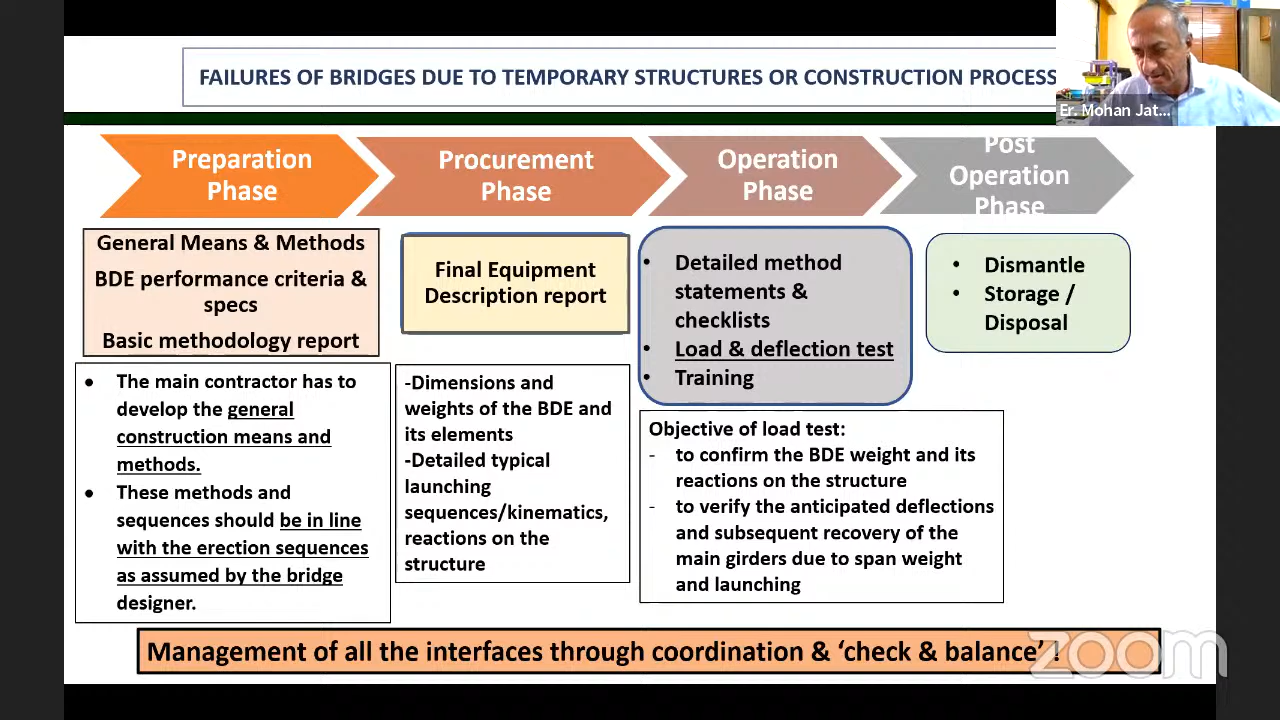 FAILURES OF BRIDGES DUE TO TEMPORARY STRUCTURES OR CONSTRUCTION PROCESS
Er. Mohan Jat...
Preparation
Phase
Procurement
Phase
Operation
Phase
Post
Operation
Phase
General Means & Methods
BDE performance criteria &
specs
Basic methodology report
Final Equipment
Description report
• Detailed method
statements &
checklists
• Load & deflection test
• Training
• Dismantle
• Storage /
Disposal
• The main contractor has to
develop the general
construction means and
methods.
• These methods and
sequences should be in line
with the erection sequences
as assumed by the bridge
designer.
-Dimensions and
weights of the BDE and
its elements
-Detailed typical
launching
sequences/kinematics,
reactions on the
structure
Objective of load test:
- to confirm the BDE weight and its
reactions on the structure
- to verify the anticipated deflections
and subsequent recovery of the
main girders due to span weight
and launching
Management of all the interfaces through coordination & ‘check & balance’ !
zoom